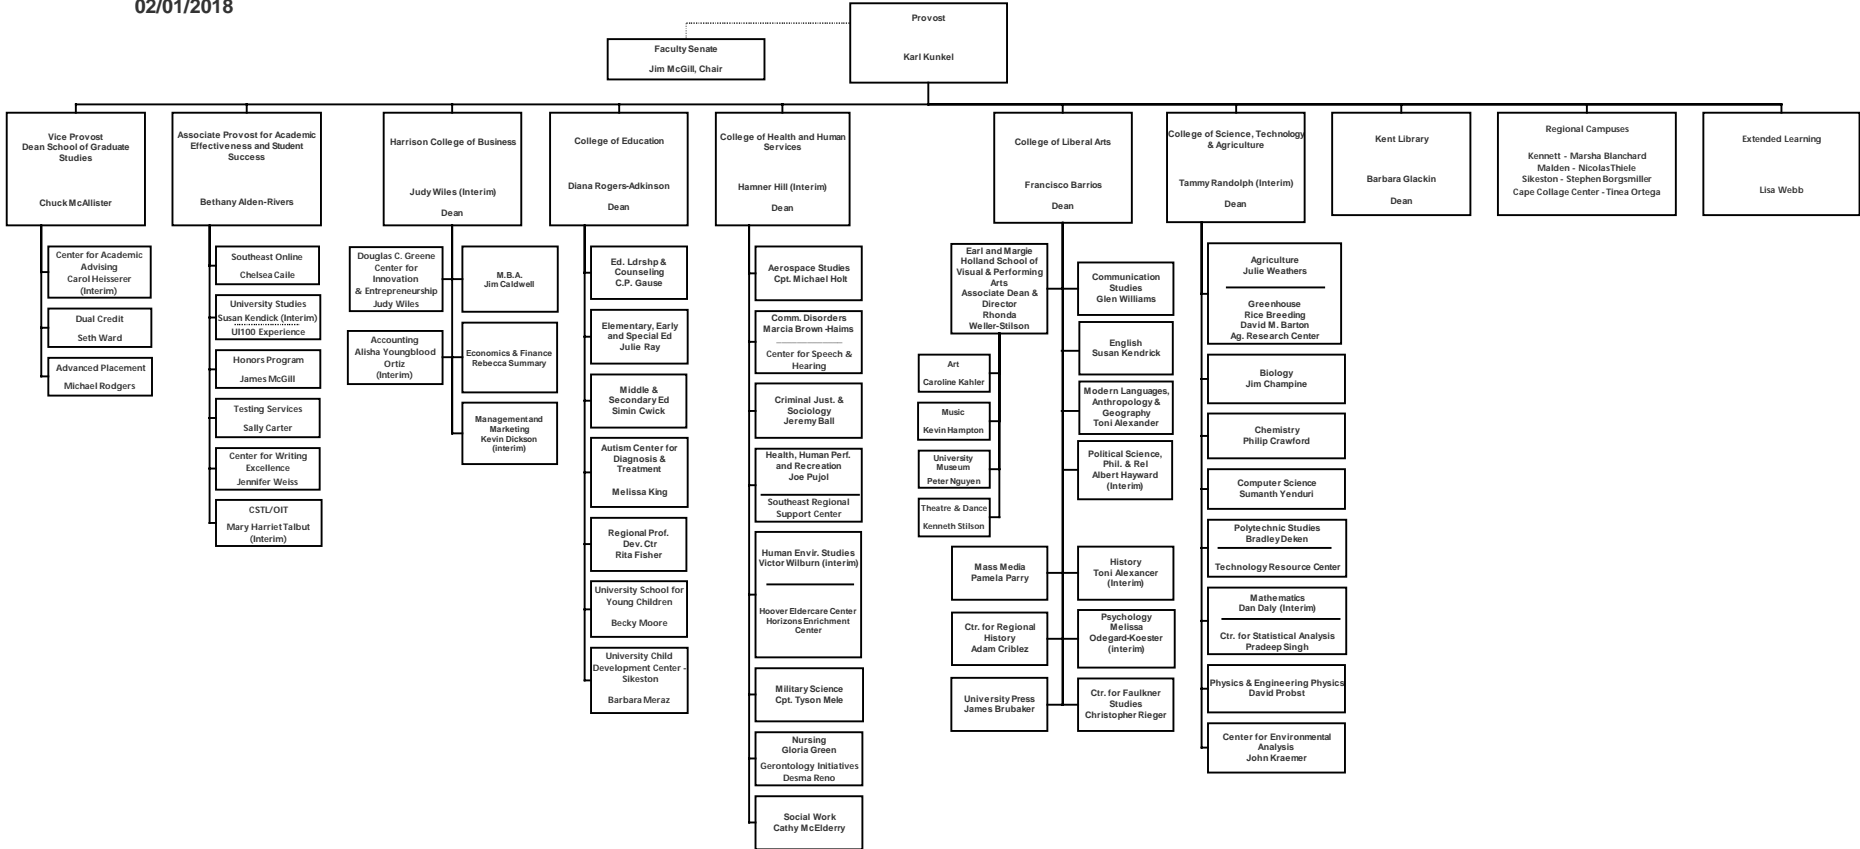 02/01/2018
Provost
Karl Kunkel
Faculty Senate
Jim McGill, Chair
Vice Provost
Dean School of Graduate
Studies
Chuck McAllister
Center for Academic
Advising
Carol Heisserer
(Interim)
Dual Credit
Seth Ward
Advanced Placement
Michael Rodgers
Associate Provost for Academic
Effectiveness and Student
Success
Bethany Alden-Rivers
Southeast Online
Chelsea Caile
University Studies
Susan Kendick (Interim)
UI100 Experience
Honors Program
James McGill
Testing Services
Sally Carter
Center for Writing
Excellence
Jennifer Weiss
CSTL/OIT
Mary Harriet Talbut
(Interim)
Harrison College of Business
Judy Wiles (Interim)
Dean
Douglas C. Greene
Center for
Innovation
& Entrepreneurship
Judy Wiles
M.B.A.
Jim Caldwell
Accounting
Alisha Youngblood
Ortiz
(Interim)
Economics & Finance
Rebecca Summary
Management and
Marketing
Kevin Dickson
(interim)
College of Education
Diana Rogers-Adkinson
Dean
Ed. Ldrshp &
Counseling
C.P. Gause
Elementary, Early
and Special Ed
Julie Ray
Middle &
Secondary Ed
Simin Cwick
Autism Center for
Diagnosis &
Treatment
Melissa King
Regional Prof.
Dev. Ctr
Rita Fisher
University School for
Young Children
Becky Moore
University Child
Development Center -
Sikeston
Barbara Meraz
College of Health and Human
Services
Hamner Hill (Interim)
Dean
Aerospace Studies
Cpt. Michael Holt
Comm. Disorders
Marcia Brown -Haims
Center for Speech &
Hearing
Criminal Just. &
Sociology
Jeremy Ball
Health, Human Perf.
and Recreation
Joe Pujol
Southeast Regional
Support Center
Human Envir. Studies
Victor Wilburn (interim)
Hoover Eldercare Center
Horizons Enrichment
Center
Military Science
Cpt. Tyson Mele
Nursing
Gloria Green
Gerontology Initiatives
Desma Reno
Social Work
Cathy McElderry
College of Liberal Arts
Francisco Barrios
Dean
Earl and Margie
Holland School of
Visual & Performing
Arts
Associate Dean &
Director
Rhonda
Weller-Stilson
Art
Caroline Kahler
Music
Kevin Hampton
University
Museum
Peter Nguyen
Theatre & Dance
Kenneth Stilson
Communication
Studies
Glen Williams
English
Susan Kendrick
Modern Languages,
Anthropology &
Geography
Toni Alexander
Political Science,
Phil. & Rel
Albert Hayward
(Interim)
Mass Media
Pamela Parry
History
Toni Alexancer
(Interim)
Ctr. for Regional
History
Adam Criblez
Psychology
Melissa
Odegard-Koester
(interim)
University Press
James Brubaker
Ctr. for Faulkner
Studies
Christopher Rieger
College of Science, Technology
& Agriculture
Tammy Randolph (Interim)
Dean
Agriculture
Julie Weathers
Greenhouse
Rice Breeding
David M. Barton
Ag. Research Center
Biology
Jim Champine
Chemistry
Philip Crawford
Computer Science
Sumanth Yenduri
Polytechnic Studies
Bradley Deken
Technology Resource Center
Mathematics
Dan Daly (Interim)
Ctr. for Statistical Analysis
Pradeep Singh
Physics & Engineering Physics
David Probst
Center for Environmental
Analysis
John Kraemer
Kent Library
Barbara Glackin
Dean
Regional Campuses
Kennett - Marsha Blanchard
Malden - NicolasThiele
Sikeston - Stephen Borgsmiller
Cape Collage Center - Tinea Ortega
Extended Learning
Lisa Webb